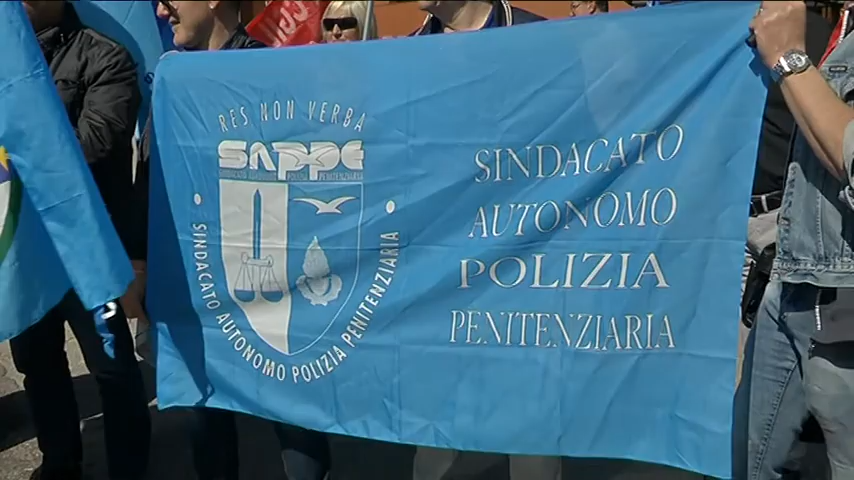 RES NON VERBA
SAPPE
SINDACATO AUTONOMO POLIZIA PENITENZIARIA
SINDACATO
AUTONOMO
POLIZIA
PENITENZIARIA